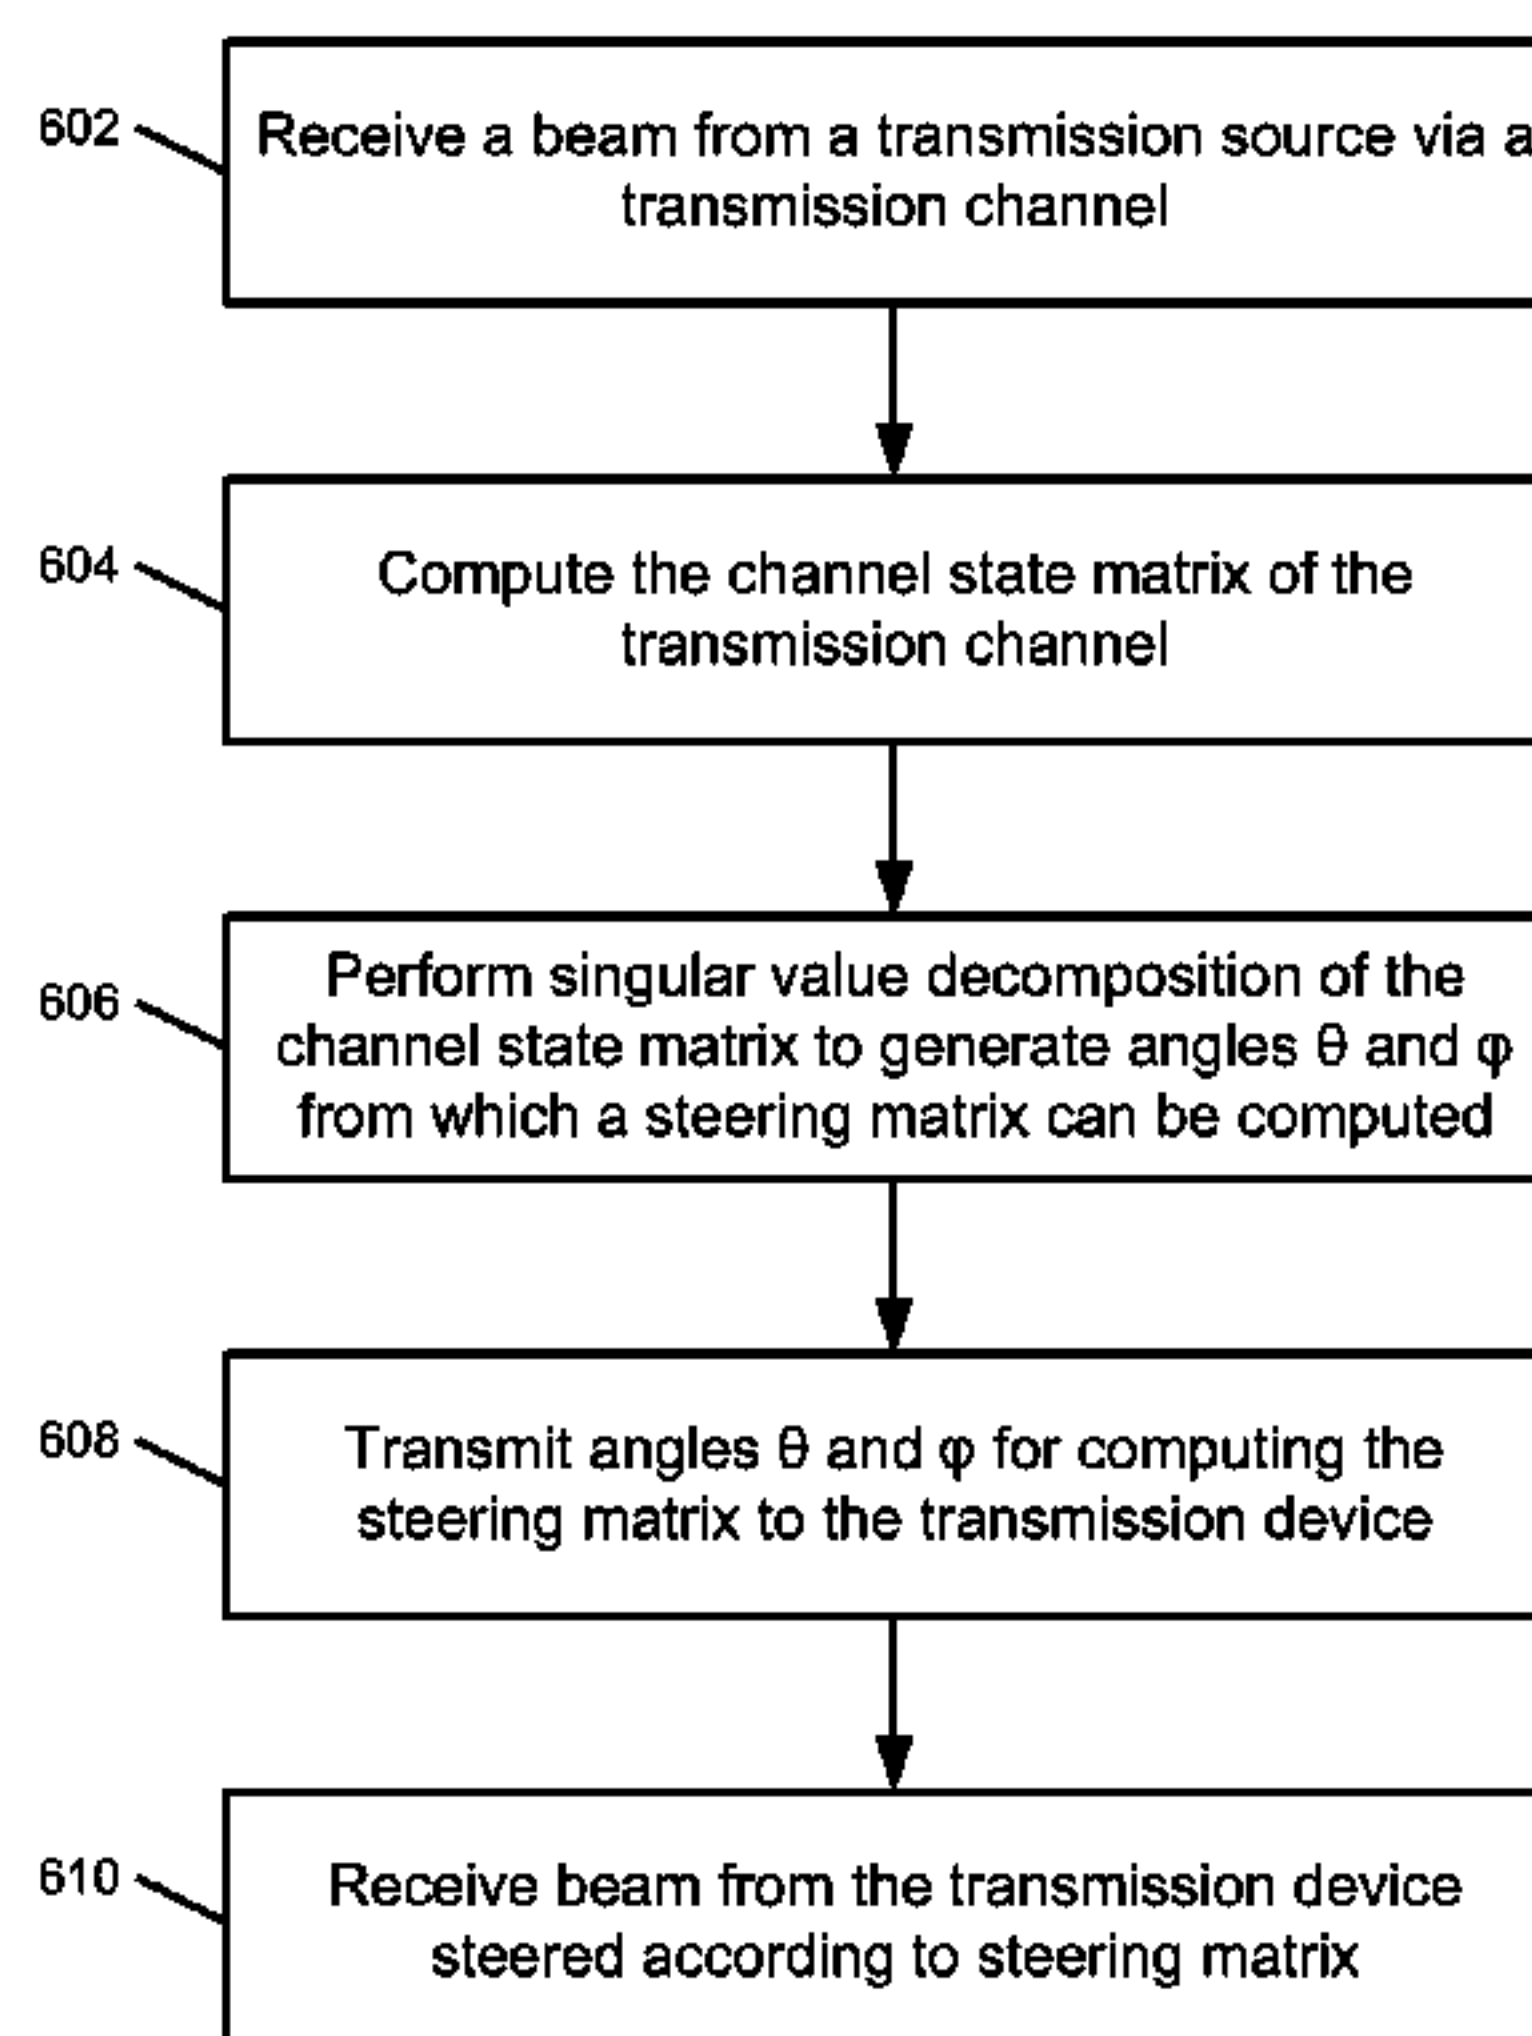 602
Receive a beam from a transmission source via a
transmission channel
604
Compute the channel state matrix of the
transmission channel
606
Perform singular value decomposition of the
channel state matrix to generate angles θ and φ
from which a steering matrix can be computed
608
Transmit angles θ and φ for computing the
steering matrix to the transmission device
610
Receive beam from the transmission device
steered according to steering matrix